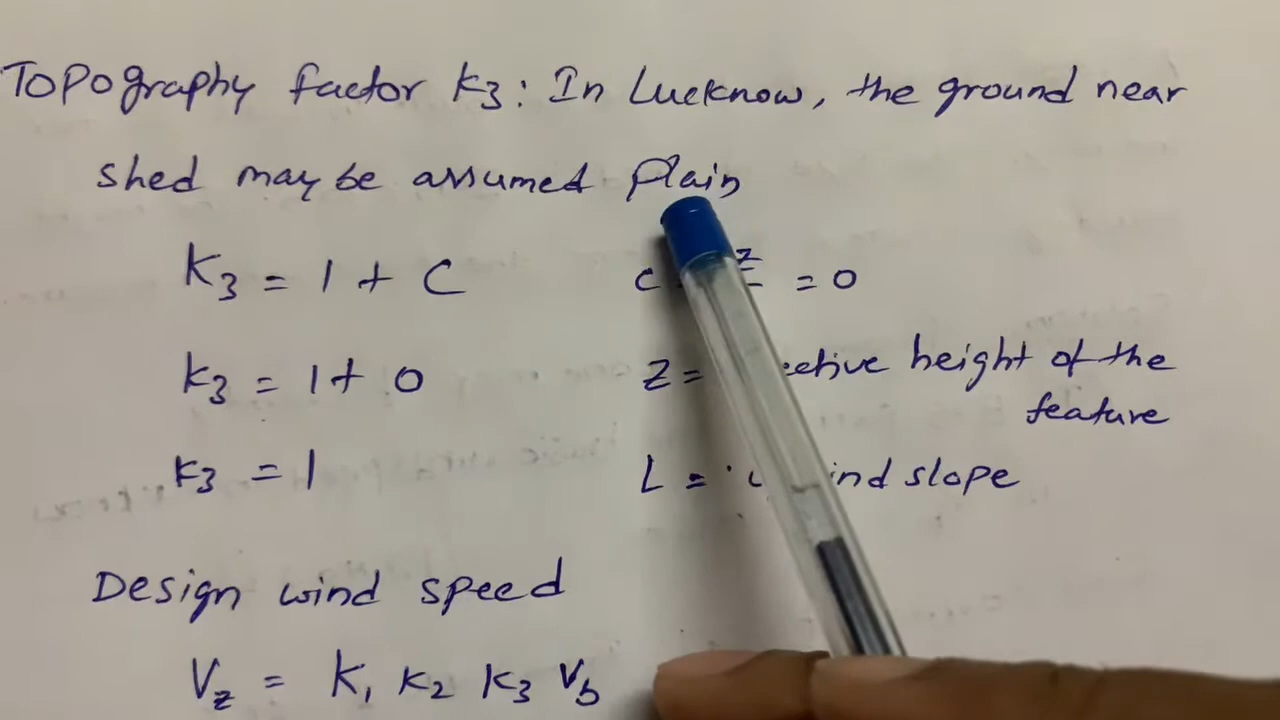 Topography factor k3: In Lucknow, the ground near
shed may be assumed plain
K3 = 1 + C
c = z = 0
k3 = 1 + 0
Z = height of the
feature
k3 = 1
L = slope
Design wind speed
Vz = K1 K2 K3 Vb